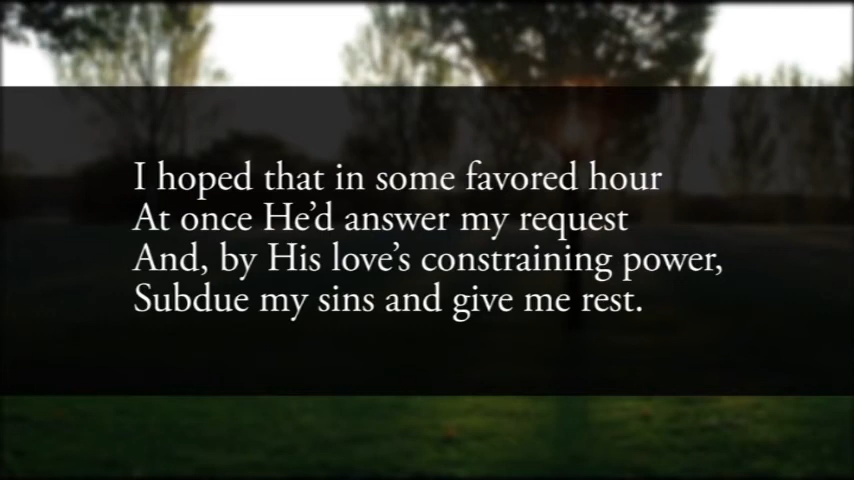 I hoped that in some favored hour
At once He’d answer my request
And, by His love’s constraining power,
Subdue my sins and give me rest.